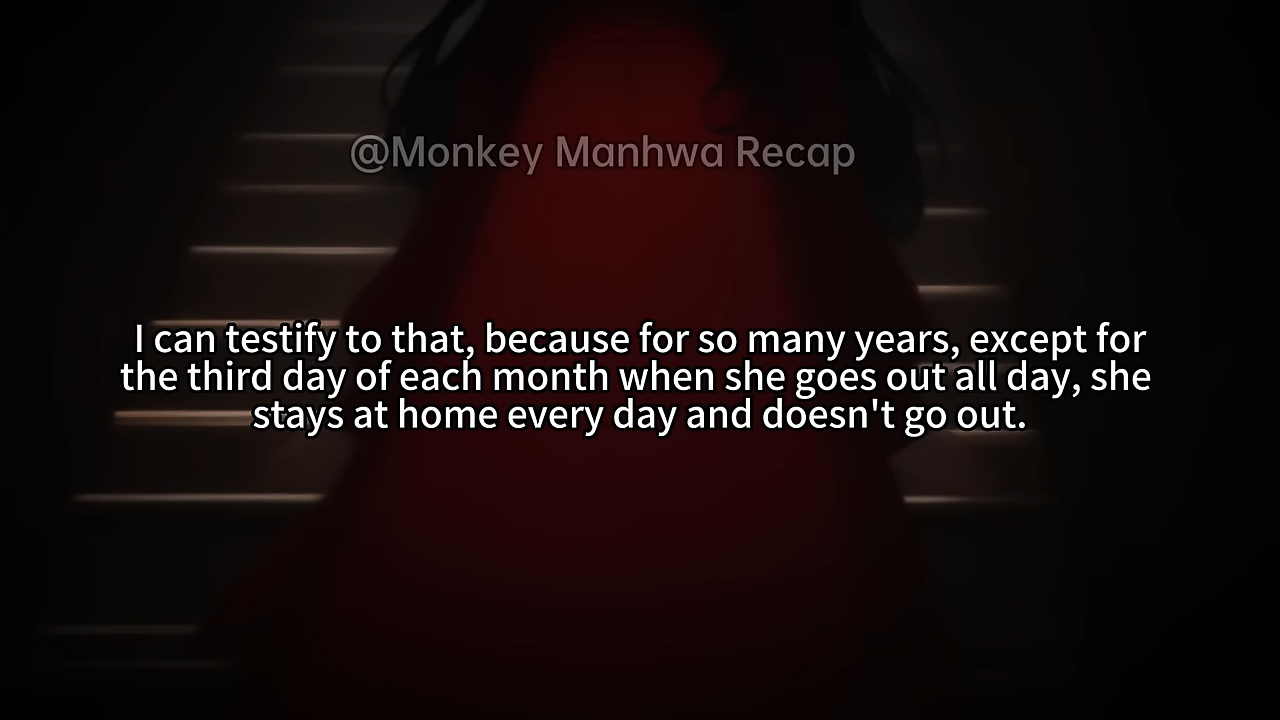 @Monkey Manhwa Recap
I can testify to that, because for so many years, except for
the third day of each month when she goes out all day, she
stays at home every day and doesn't go out.